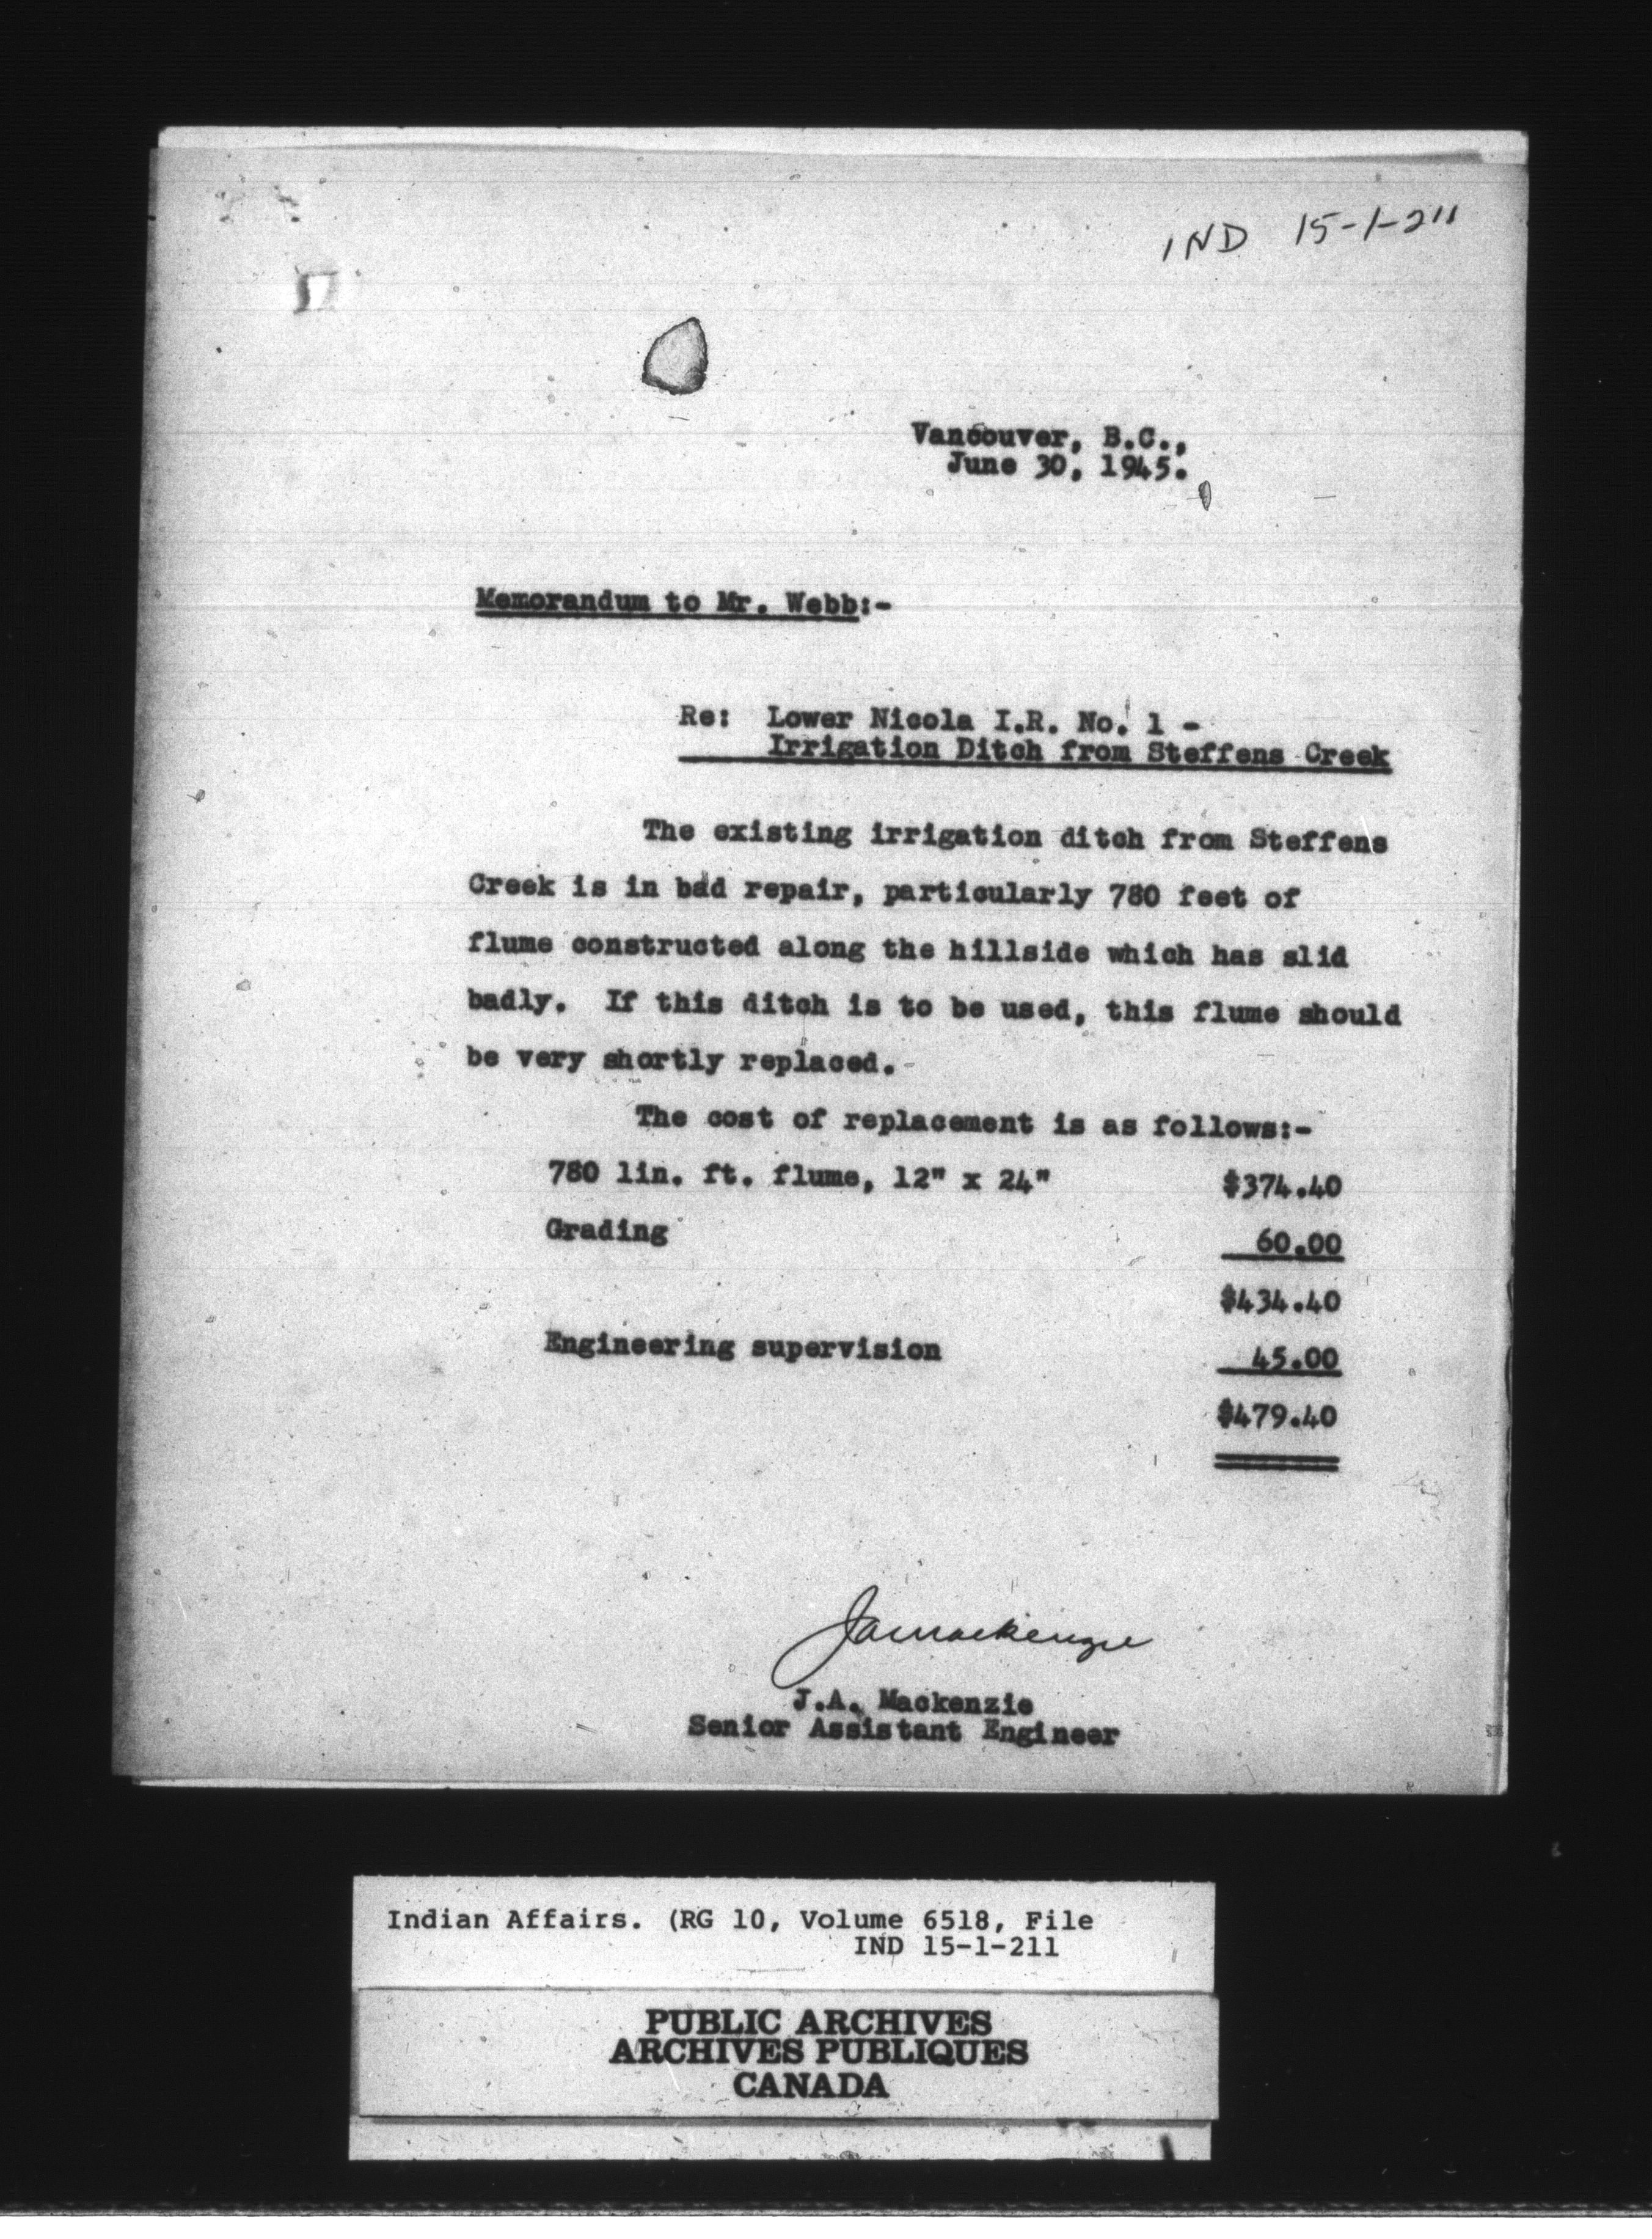 IND 15-1-211
Vancouver, B.C.,
June 30, 1945.
Memorandum to Mr. Webb:-
Re: Lower Nicola I.R. No. 1 -
Irrigation Ditch from Steffens Creek
The existing irrigation ditch from Steffens
Creek is in bad repair, particularly 780 feet of
flume constructed along the hillside which has slid
badly. If this ditch is to be used, this flume should
be very shortly replaced.
The cost of replacement is as follows:-
780 lin. ft. flume, 12" x 24" $374.40
Grading 60.00
$434.40
Engineering supervision 45.00
$479.40
JAMackenzie
J.A. Mackenzie
Senior Assistant Engineer
Indian Affairs. (RG 10, Volume 6518, File
IND 15-1-211
PUBLIC ARCHIVES
ARCHIVES PUBLIQUES
CANADA